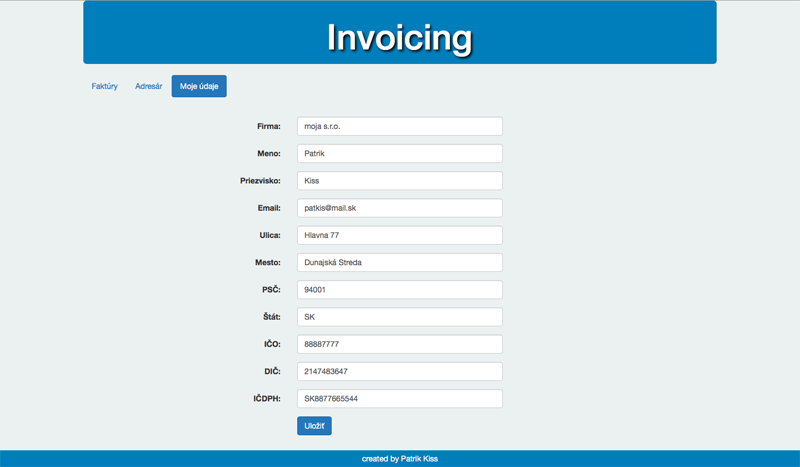 Invoicing
Faktúry Adresár Moje údaje
Firma: moja s.r.o.
Meno: Patrik
Priezvisko: Kiss
Email: patkis@mail.sk
Ulica: Hlavna 77
Mesto: Dunajská Streda
PSČ: 94001
Štát: SK
IČO: 88887777
DIČ: 2147483647
IČDPH: SK8877665544
Uložiť
created by Patrik Kiss